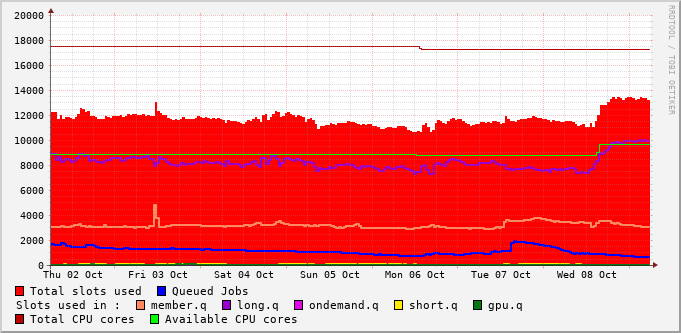 RRDTOOL / TOBI OETIKER
20000
18000
16000
14000
12000
10000
8000
6000
4000
2000
0
Thu 02 Oct Fri 03 Oct Sat 04 Oct Sun 05 Oct Mon 06 Oct Tue 07 Oct Wed 08 Oct
Total slots used Queued Jobs
Slots used in : member.q long.q ondemand.q short.q gpu.q
Total CPU cores Available CPU cores